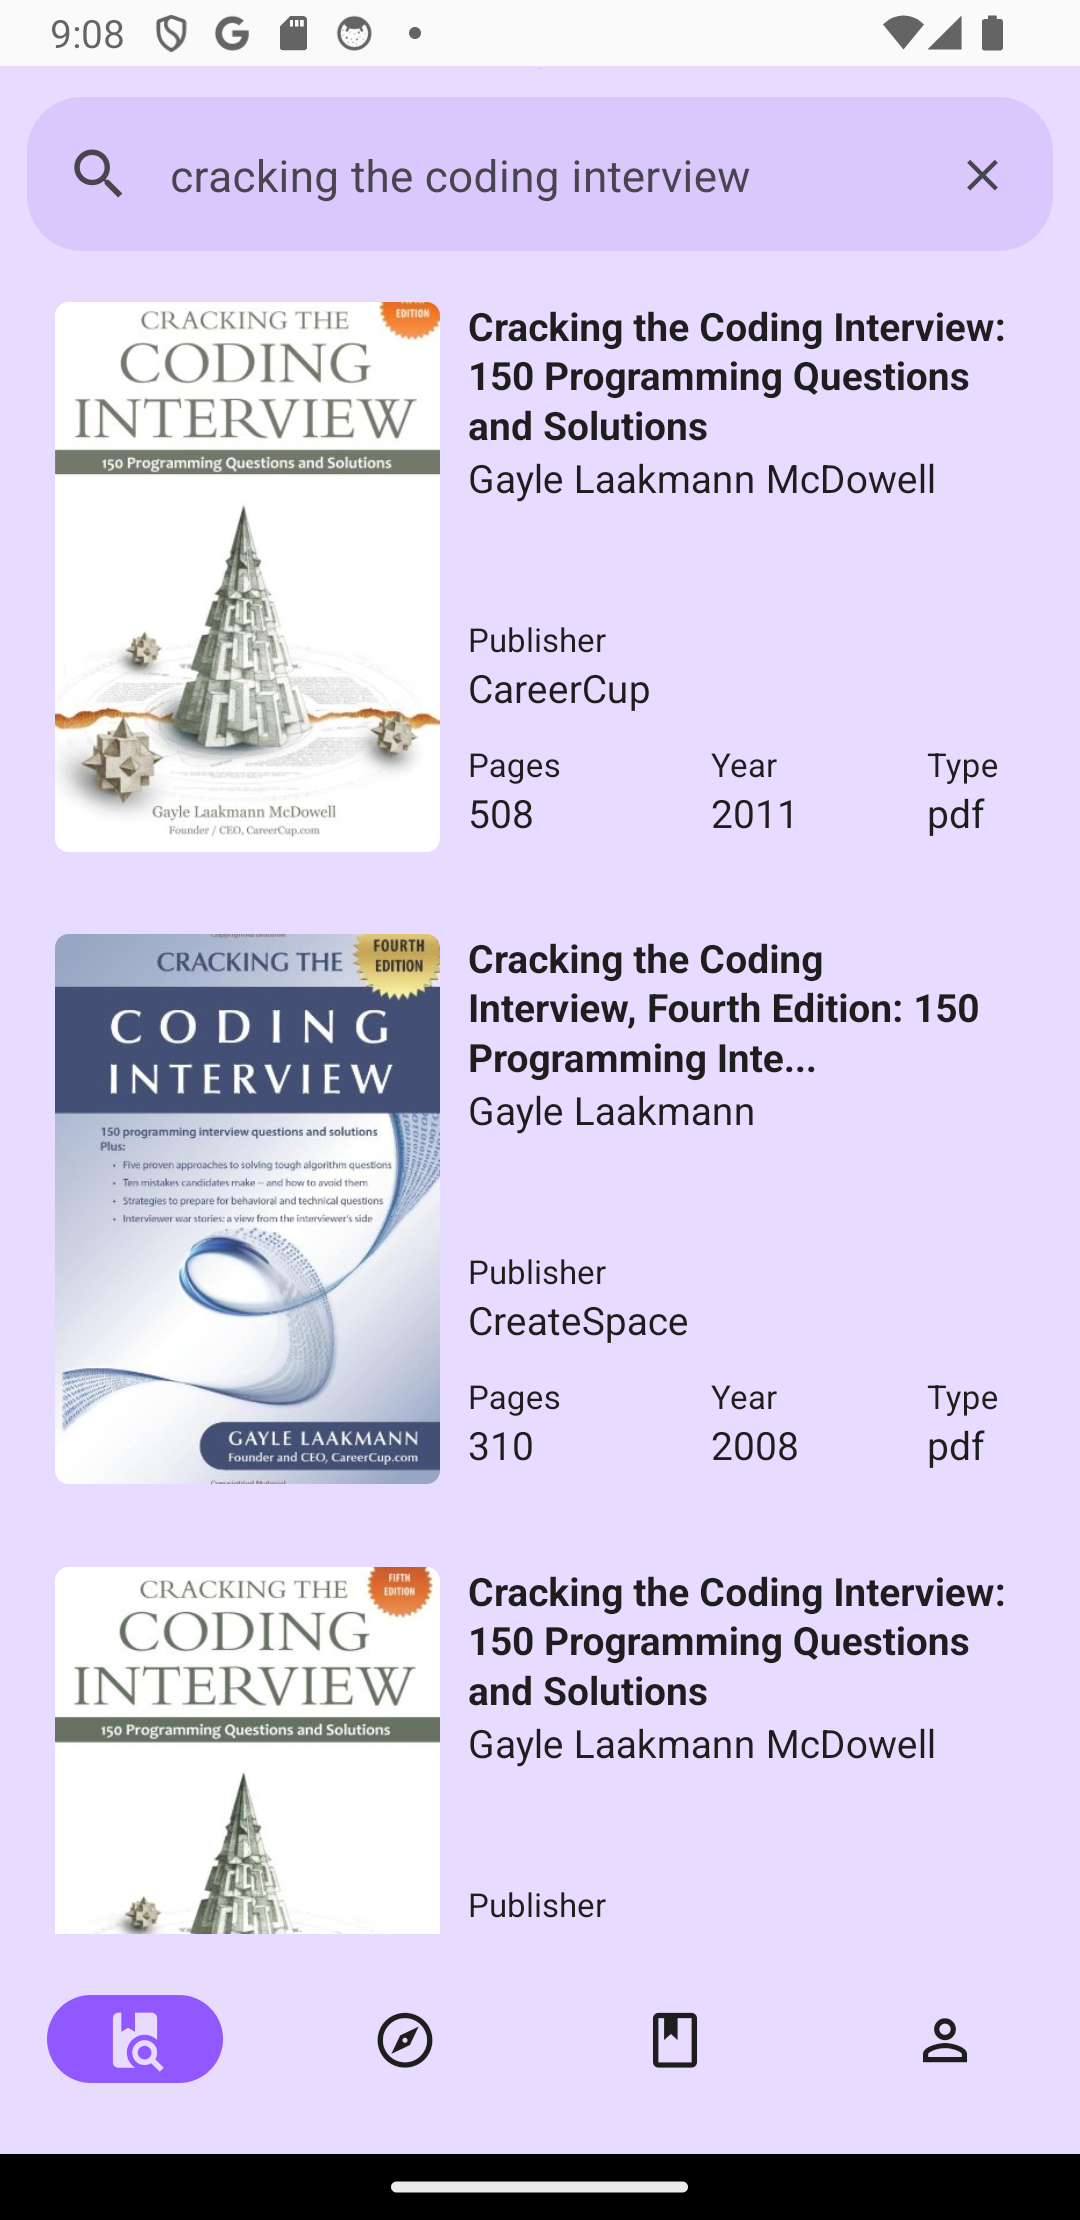 9:08
cracking the coding interview
EDITION
CRACKING THE
CODING
INTERVIEW
150 Programming Questions and Solutions
Gayle Laakmann McDowell
Founder / CEO, CareerCup.com
Cracking the Coding Interview:
150 Programming Questions
and Solutions
Gayle Laakmann McDowell
Publisher
CareerCup
Pages Year Type
508 2011 pdf
FOURTH
EDITION
CRACKING THE
CODING
INTERVIEW
150 programming interview questions and solutions
Plus:
• Five proven approaches to solving tough algorithm questions
• Ten mistakes candidates make -- and how to avoid them
• Strategies to prepare for behavioral and technical questions
• Interviewer war stories: a view from the interviewer's side
GAYLE LAAKMANN
Founder and CEO, CareerCup.com
Cracking the Coding
Interview, Fourth Edition: 150
Programming Inte...
Gayle Laakmann
Publisher
CreateSpace
Pages Year Type
310 2008 pdf
FIFTH
EDITION
CRACKING THE
CODING
INTERVIEW
150 Programming Questions and Solutions
Cracking the Coding Interview:
150 Programming Questions
and Solutions
Gayle Laakmann McDowell
Publisher